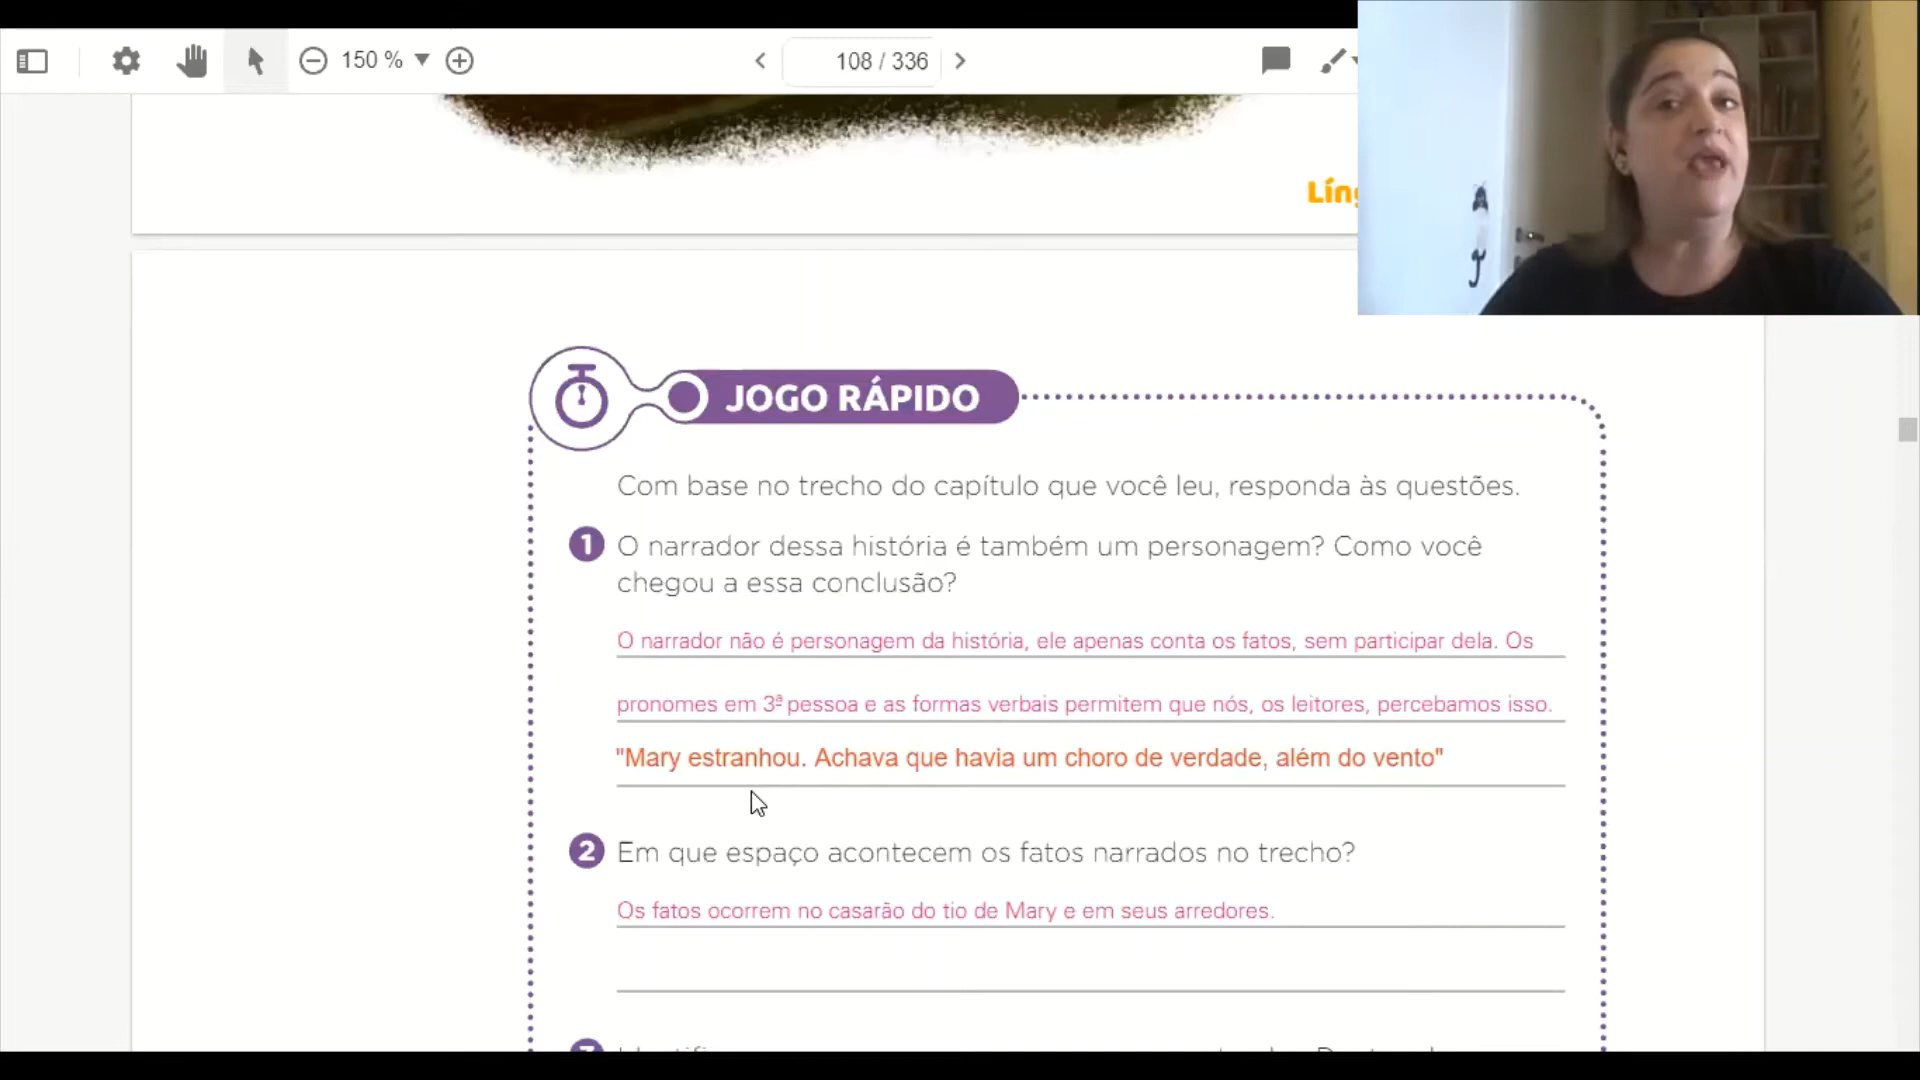 150 %
108 / 336
Lín
JOGO RÁPIDO
Com base no trecho do capítulo que você leu, responda às questões.
1 O narrador dessa história é também um personagem? Como você
chegou a essa conclusão?
O narrador não é personagem da história, ele apenas conta os fatos, sem participar dela. Os
pronomes em 3ª pessoa e as formas verbais permitem que nós, os leitores, percebamos isso.
"Mary estranhou. Achava que havia um choro de verdade, além do vento"
2 Em que espaço acontecem os fatos narrados no trecho?
Os fatos ocorrem no casarão do tio de Mary e em seus arredores.